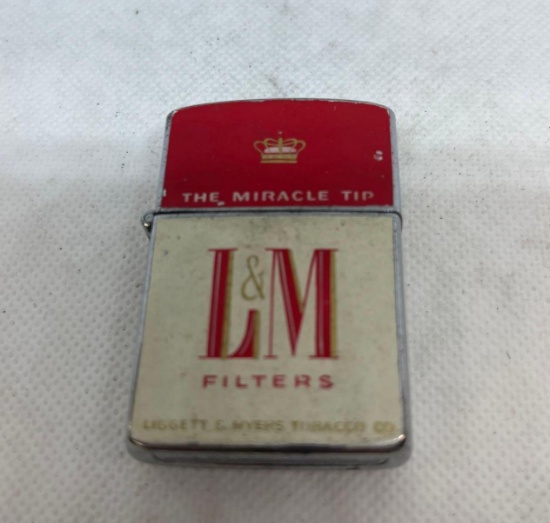 THE MIRACLE TIP
L&M
FILTERS
LIGGETT & MYERS TOBACCO CO